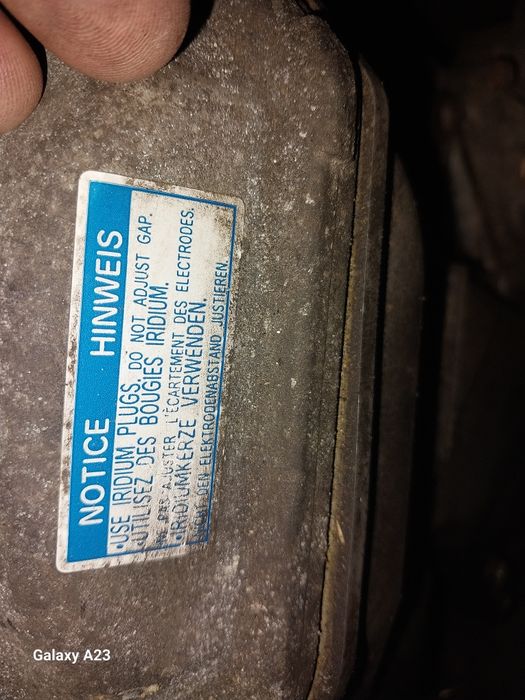 NOTICE HINWEIS
•USE IRIDIUM PLUGS. DO NOT ADJUST GAP.
•UTILISEZ DES BOUGIES IRIDIUM.
NE PAS AJUSTER L'ÉCARTEMENT DES ELECTRODES.
•IRIDIUMKERZE VERWENDEN.
DEN ELEKTRODENABSTAND JUSTIEREN.
Galaxy A23